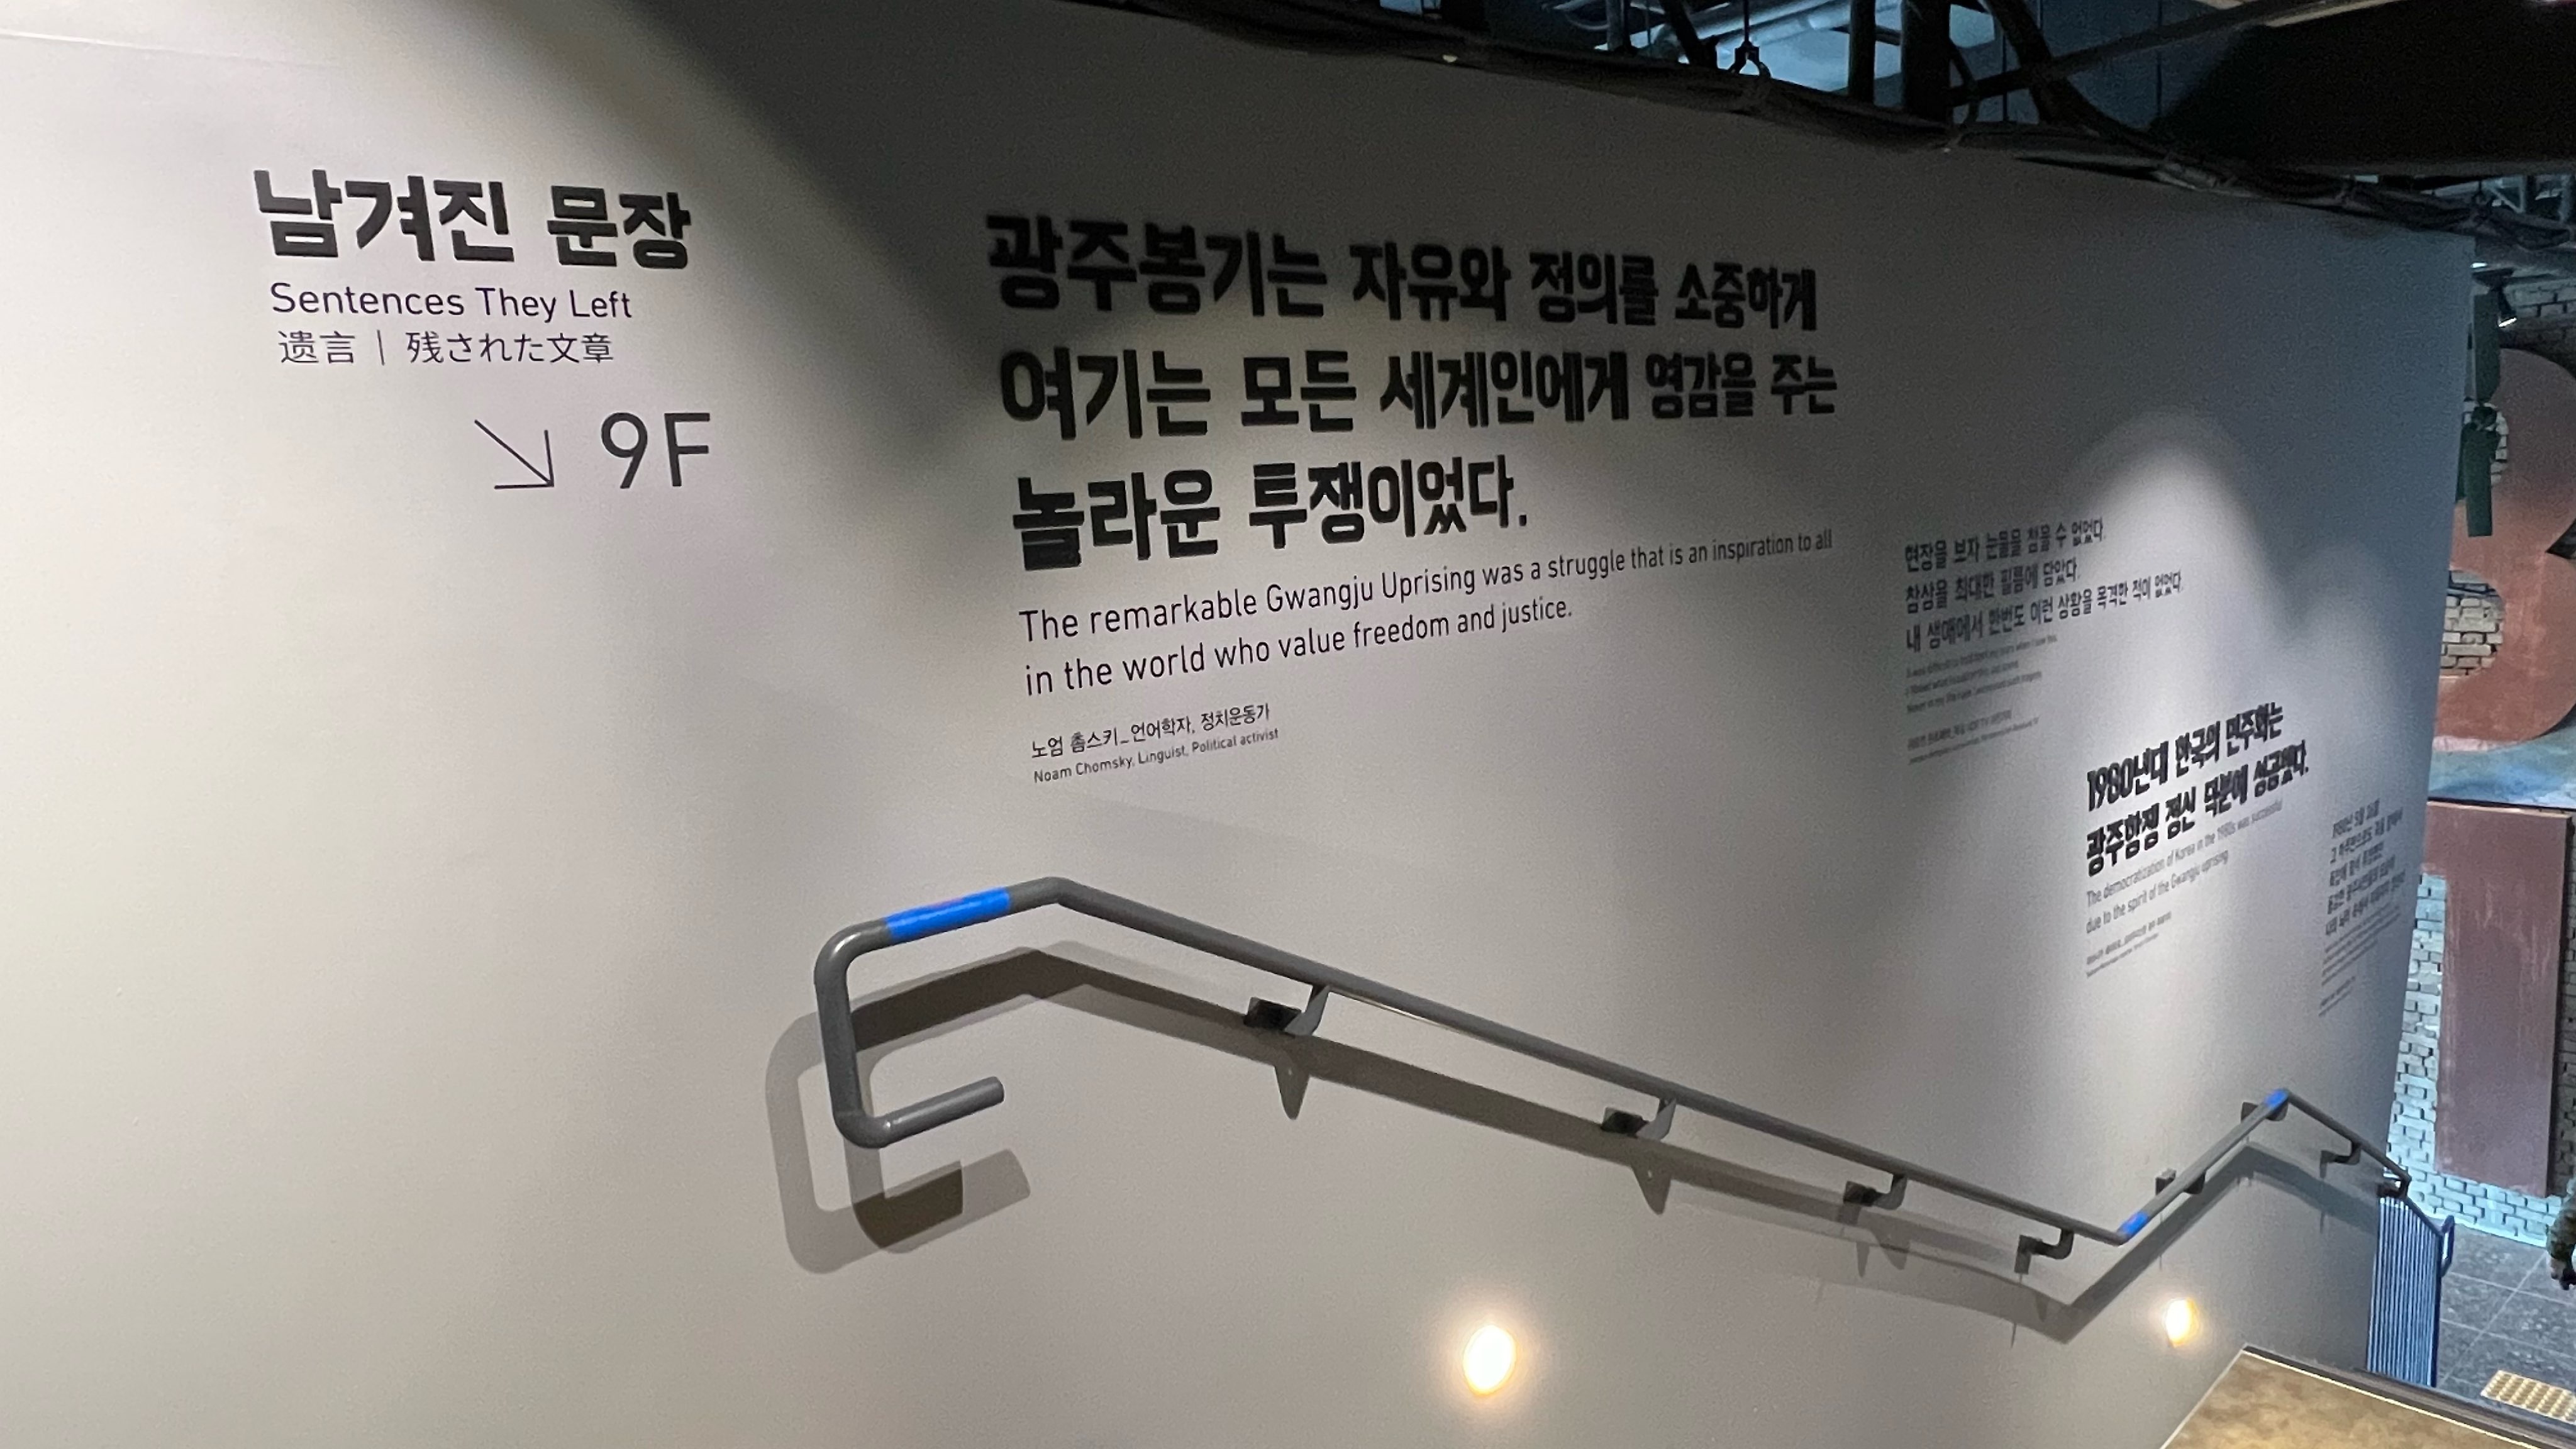 남겨진 문장
Sentences They Left
遗言 | 残された文章
↘ 9F
광주봉기는 자유와 정의를 소중하게
여기는 모든 세계인에게 영감을 주는
놀라운 투쟁이었다.
The remarkable Gwangju Uprising was a struggle that is an inspiration to all
in the world who value freedom and justice.
노엄 촘스키_언어학자, 정치운동가
Noam Chomsky, Linguist, Political activist
현장을 보자 눈물을 참을 수 없었다.
참상을 최대한 필름에 담았다.
내 생애에서 한번도 이런 상황을 목격한 적이 없었다.
1980년대 한국의 민주화는
광주항쟁 정신 덕분에 성공했다.
The democratization of Korea in the 1980s was successful
due to the spirit of the Gwangju uprising.